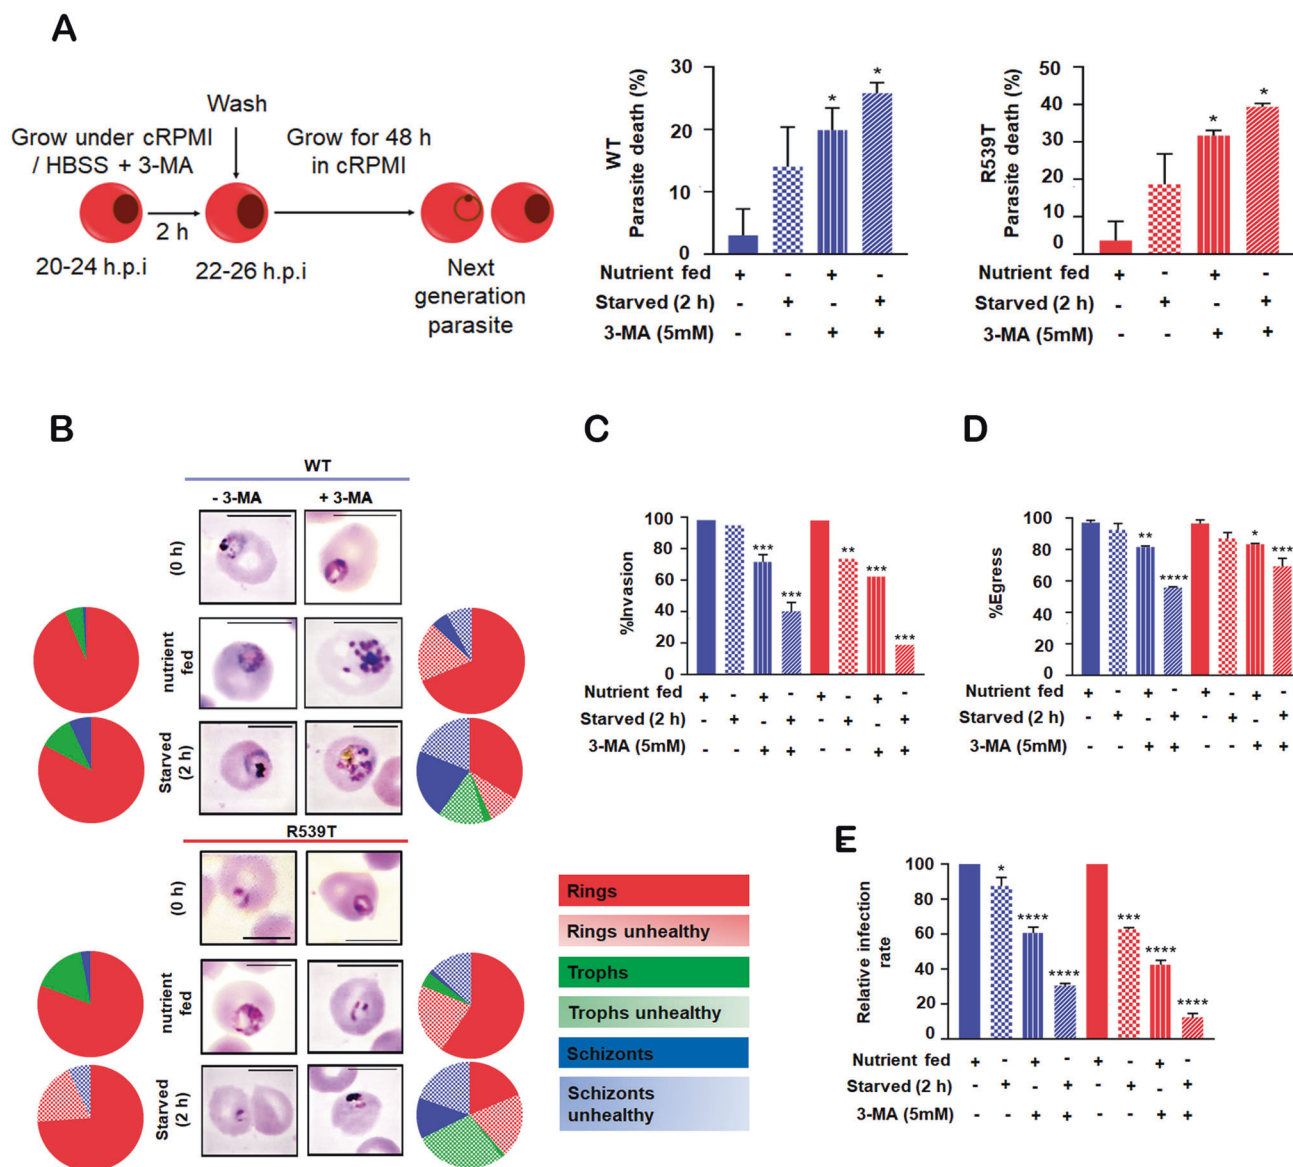 A
Wash
Grow under cRPMI
/ HBSS + 3-MA
Grow for 48 h
in cRPMI
2 h
20-24 h.p.i
22-26 h.p.i
Next
generation
parasite
WT
Parasite death (%)
30
20
10
0
*
*
Nutrient fed + - + -
Starved (2 h) - + - +
3-MA (5mM) - - + +
R539T
Parasite death (%)
50
40
30
20
10
0
*
*
Nutrient fed + - + -
Starved (2 h) - + - +
3-MA (5mM) - - + +
B
WT
- 3-MA + 3-MA
(0 h)
nutrient
fed
Starved
(2 h)
R539T
(0 h)
nutrient
fed
Starved
(2 h)
Rings
Rings unhealthy
Trophs
Trophs unhealthy
Schizonts
Schizonts
unhealthy
C
%Invasion
100
80
60
40
20
0
***
***
**
***
***
Nutrient fed + - + - + - + -
Starved (2 h) - + - + - + - +
3-MA (5mM) - - + + - - + +
D
%Egress
100
80
60
40
20
0
**
****
*
***
Nutrient fed + - + - + - + -
Starved (2 h) - + - + - + - +
3-MA (5mM) - - + + - - + +
E
Relative infection
rate
100
80
60
40
20
0
*
****
****
***
****
****
Nutrient fed + - + - + - + -
Starved (2 h) - + - + - + - +
3-MA (5mM) - - + + - - + +